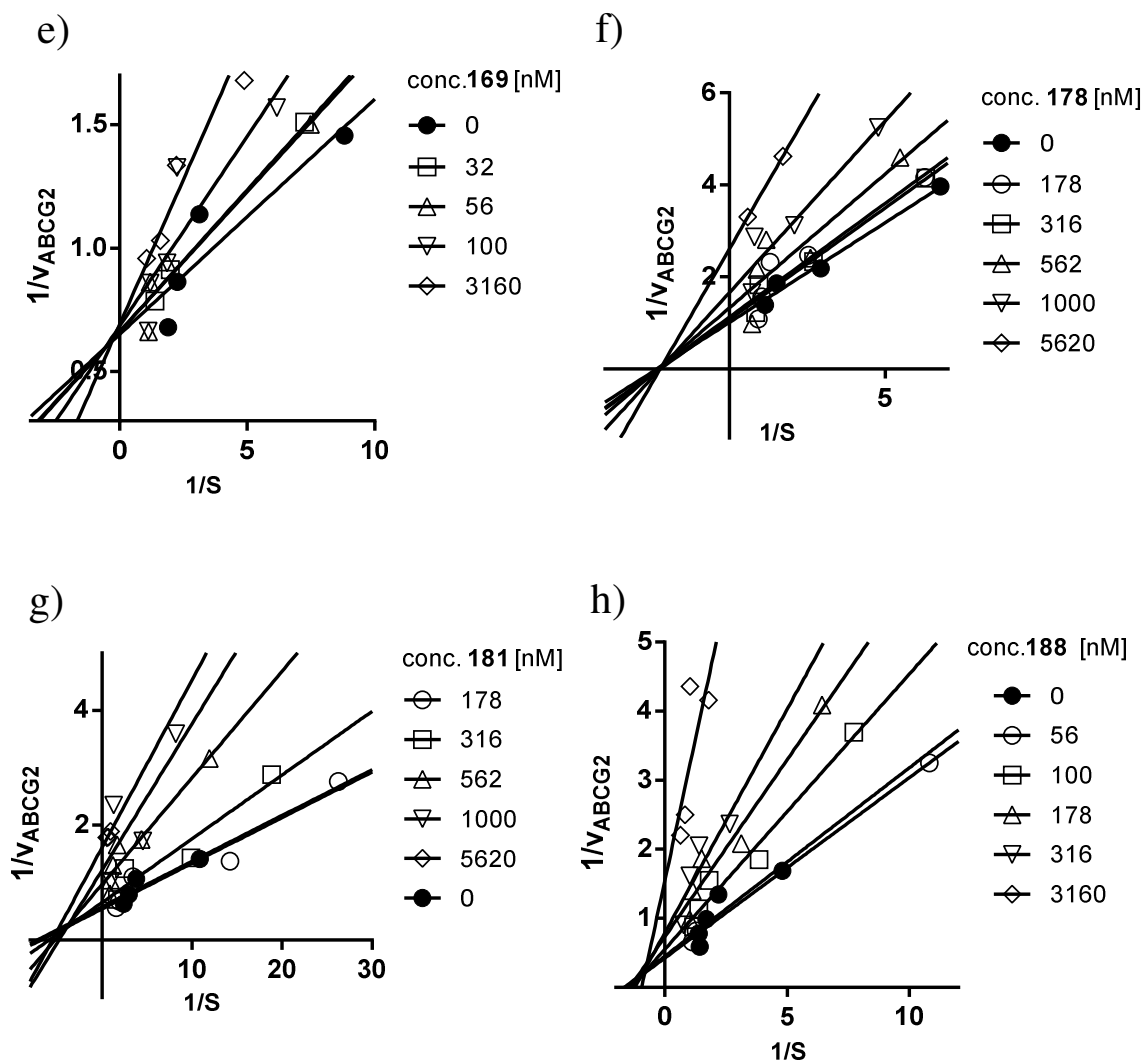 e)
conc.169 [nM]
0
32
56
100
3160
1.5
1.0
0.5
1/vABCG2
0
5
10
1/S
f)
conc. 178 [nM]
0
178
316
562
1000
5620
6
4
2
1/vABCG2
5
1/S
g)
conc. 181 [nM]
178
316
562
1000
5620
0
4
2
1/vABCG2
10
20
30
1/S
h)
conc.188 [nM]
0
56
100
178
316
3160
5
4
3
2
1
1/vABCG2
0
5
10
1/S